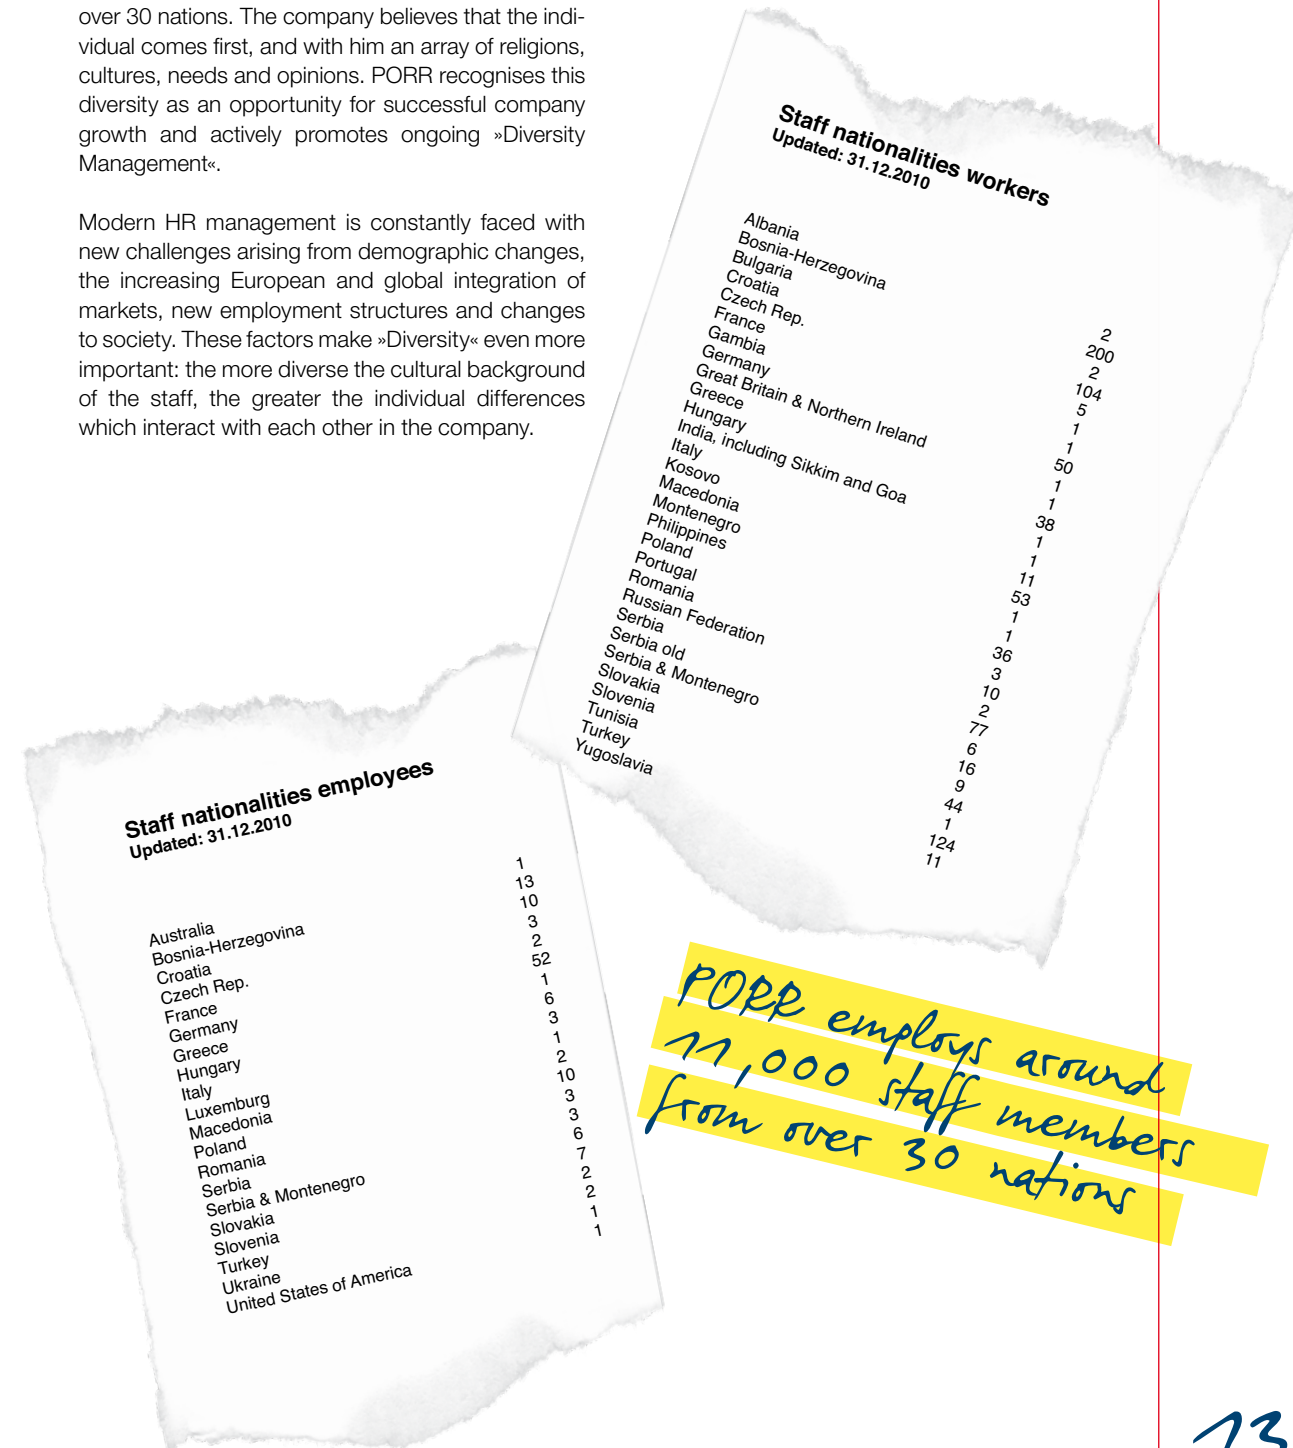 over 30 nations. The company believes that the indi-
vidual comes first, and with him an array of religions,
cultures, needs and opinions. PORR recognises this
diversity as an opportunity for successful company
growth and actively promotes ongoing »Diversity
Management«.
Modern HR management is constantly faced with
new challenges arising from demographic changes,
the increasing European and global integration of
markets, new employment structures and changes
to society. These factors make »Diversity« even more
important: the more diverse the cultural background
of the staff, the greater the individual differences
which interact with each other in the company.
Staff nationalities workers
Updated: 31.12.2010
Albania 2
Bosnia-Herzegovina 200
Bulgaria 2
Croatia 104
Czech Rep. 5
France 1
Gambia 1
Germany 50
Great Britain & Northern Ireland 1
Greece 1
Hungary 38
India, including Sikkim and Goa 1
Italy 1
Kosovo 11
Macedonia 53
Montenegro 1
Philippines 1
Poland 36
Portugal 3
Romania 10
Russian Federation 2
Serbia 77
Serbia old 6
Serbia & Montenegro 16
Slovakia 9
Slovenia 44
Tunisia 1
Turkey 124
Yugoslavia 11
Staff nationalities employees
Updated: 31.12.2010
Australia 1
Bosnia-Herzegovina 13
Croatia 10
Czech Rep. 3
France 2
Germany 52
Greece 1
Hungary 6
Italy 3
Luxemburg 1
Macedonia 2
Poland 10
Romania 3
Serbia 3
Serbia & Montenegro 6
Slovakia 7
Slovenia 2
Turkey 2
Ukraine 1
United States of America 1
PORR employs around
11,000 staff members
from over 30 nations
13